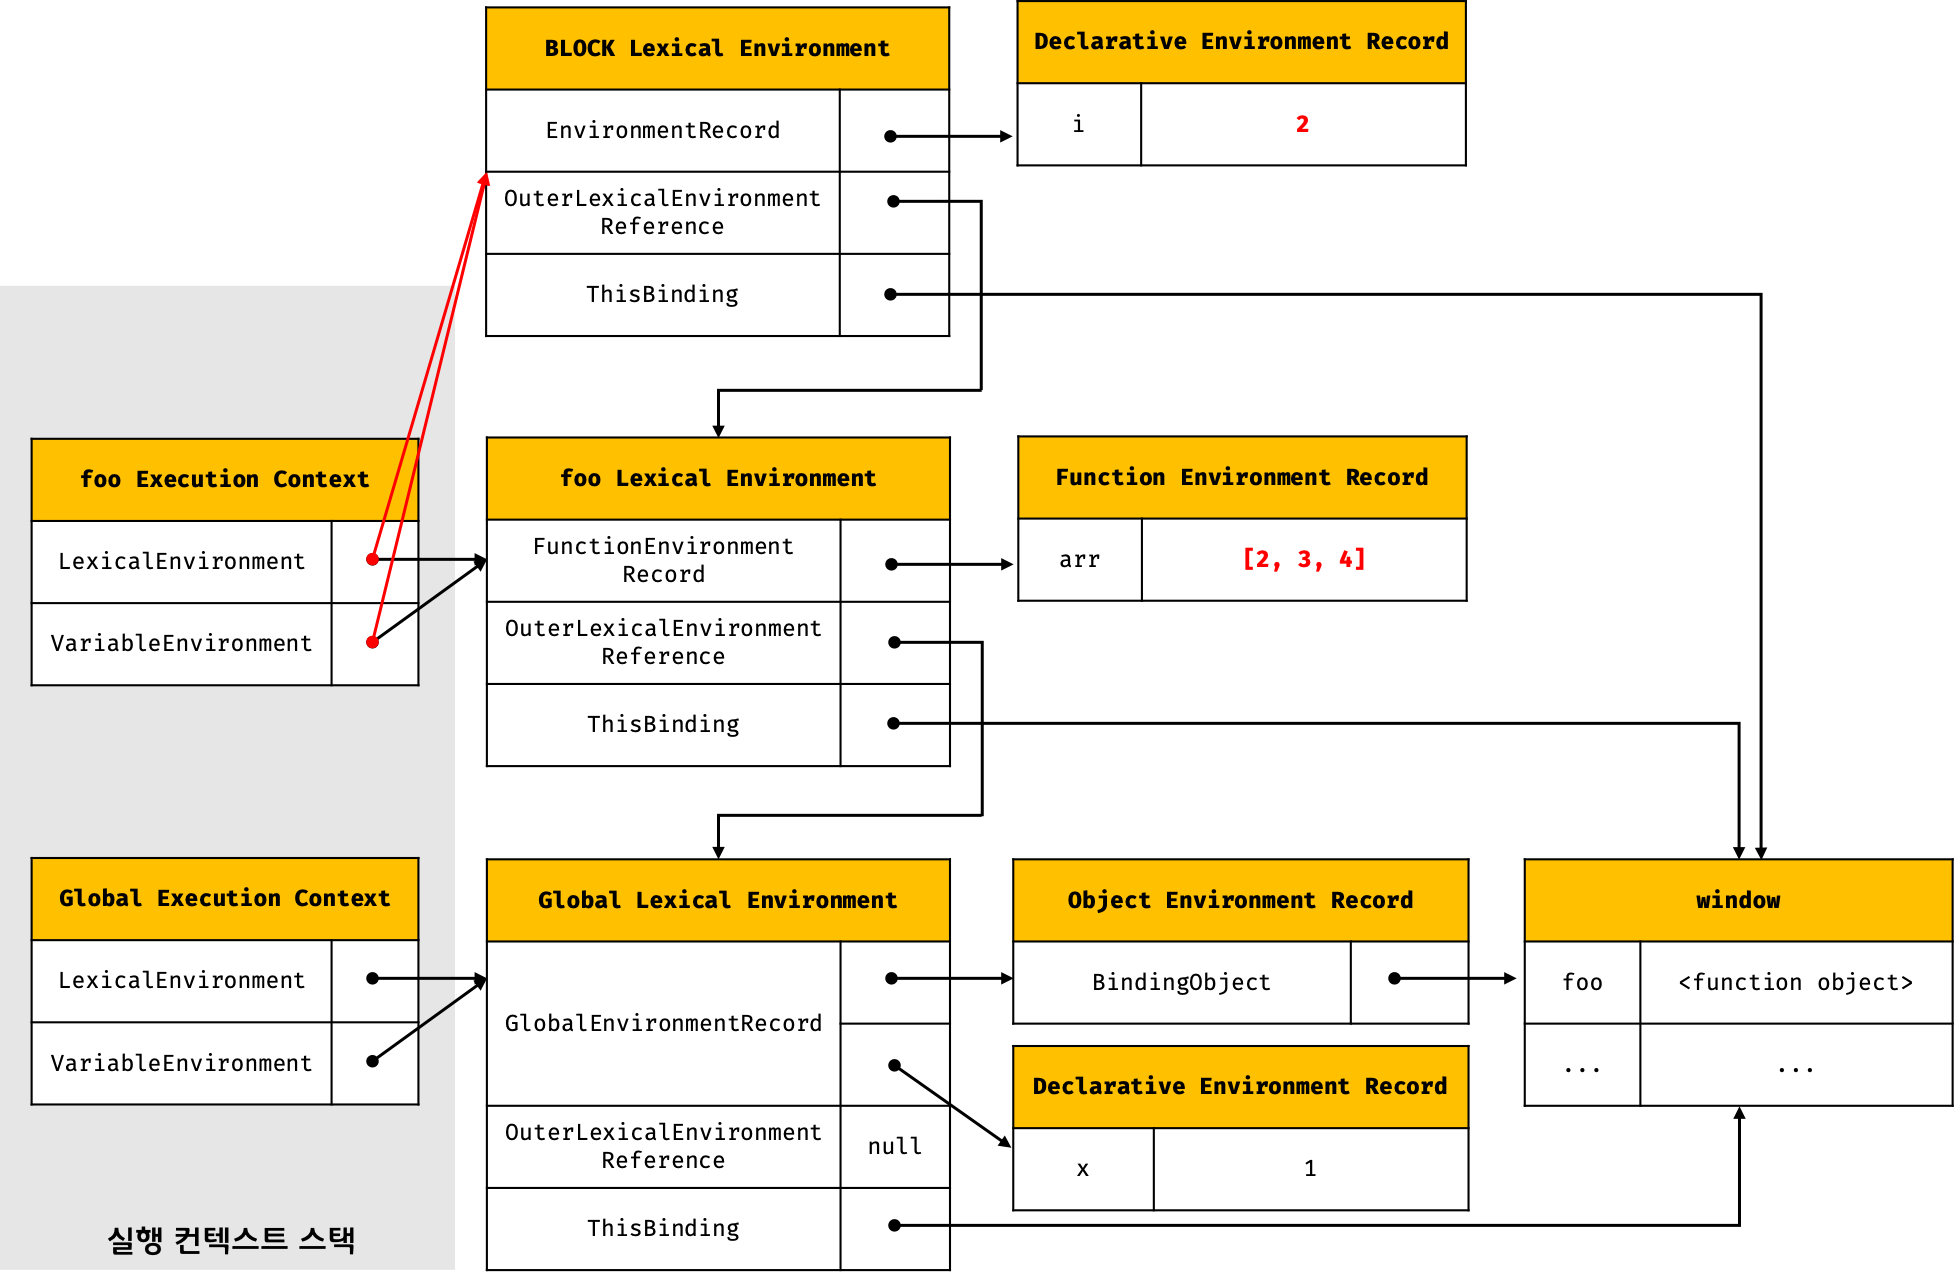 BLOCK Lexical Environment
EnvironmentRecord
OuterLexicalEnvironment
Reference
ThisBinding
Declarative Environment Record
i 2
foo Execution Context
LexicalEnvironment
VariableEnvironment
foo Lexical Environment
FunctionEnvironment
Record
OuterLexicalEnvironment
Reference
ThisBinding
Function Environment Record
arr [2, 3, 4]
Global Execution Context
LexicalEnvironment
VariableEnvironment
Global Lexical Environment
GlobalEnvironmentRecord
OuterLexicalEnvironment
Reference
null
ThisBinding
Object Environment Record
BindingObject
Declarative Environment Record
x 1
window
foo <function object>
... ...
실행 컨텍스트 스택